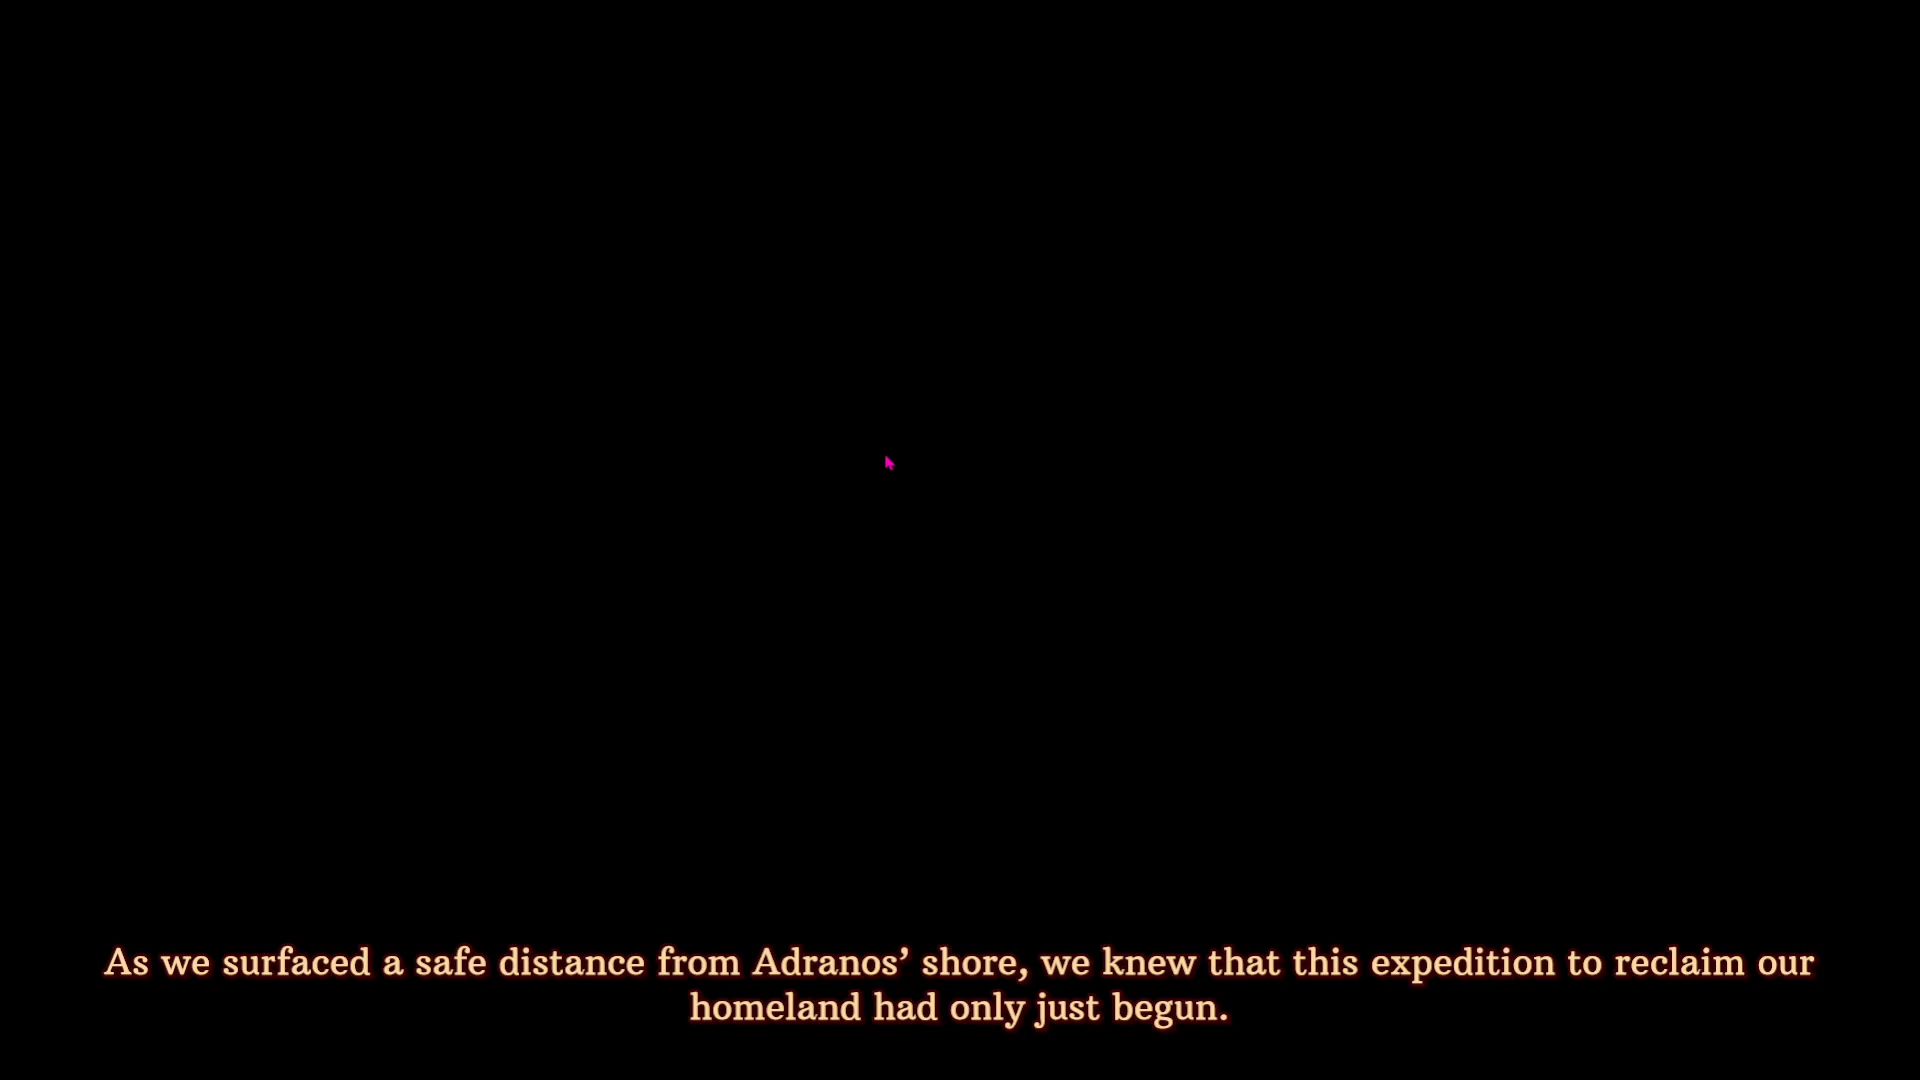 As we surfaced a safe distance from Adranos’ shore, we knew that this expedition to reclaim our
homeland had only just begun.